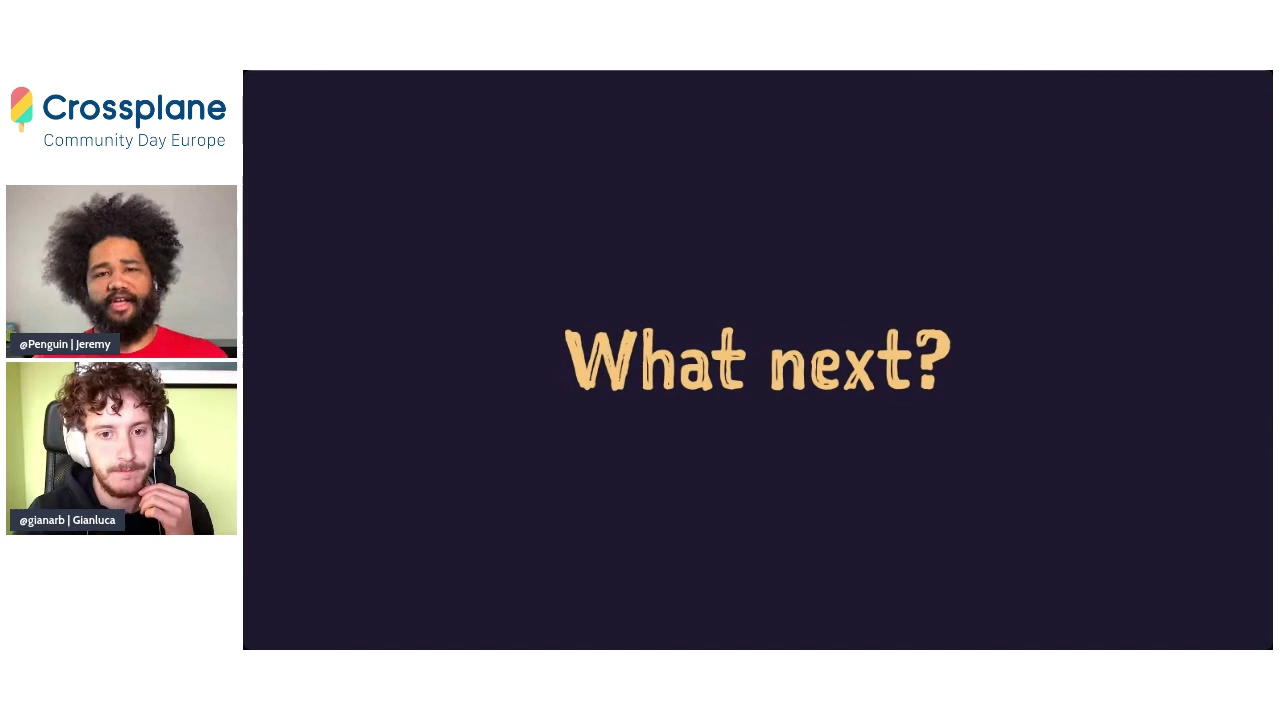 Crossplane
Community Day Europe
@Penguin | Jeremy
What next?
@gianarb | Gianluca